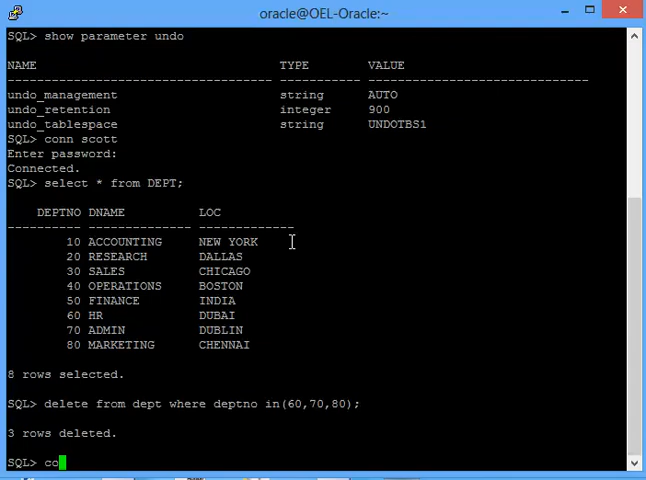 oracle@OEL-Oracle:~
SQL> show parameter undo
NAME                                 TYPE        VALUE
------------------------------------ ----------- ------------------------------
undo_management                      string      AUTO
undo_retention                       integer     900
undo_tablespace                      string      UNDOTBS1
SQL> conn scott
Enter password:
Connected.
SQL> select * from DEPT;
    DEPTNO DNAME          LOC
---------- -------------- -------------
        10 ACCOUNTING     NEW YORK
        20 RESEARCH       DALLAS
        30 SALES          CHICAGO
        40 OPERATIONS     BOSTON
        50 FINANCE        INDIA
        60 HR             DUBAI
        70 ADMIN          DUBLIN
        80 MARKETING      CHENNAI
8 rows selected.
SQL> delete from dept where deptno in(60,70,80);
3 rows deleted.
SQL> co